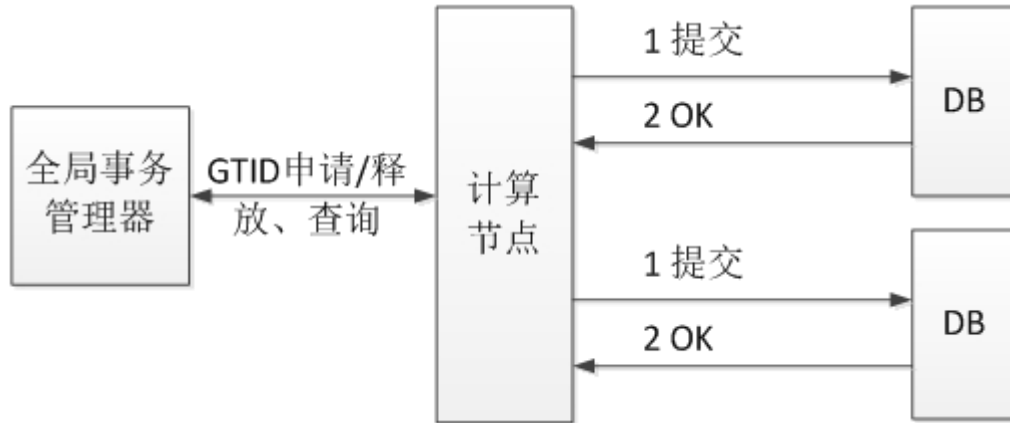 全局事务
管理器
GTID申请/释
放、查询
计算
节点
1 提交
2 OK
DB
1 提交
2 OK
DB